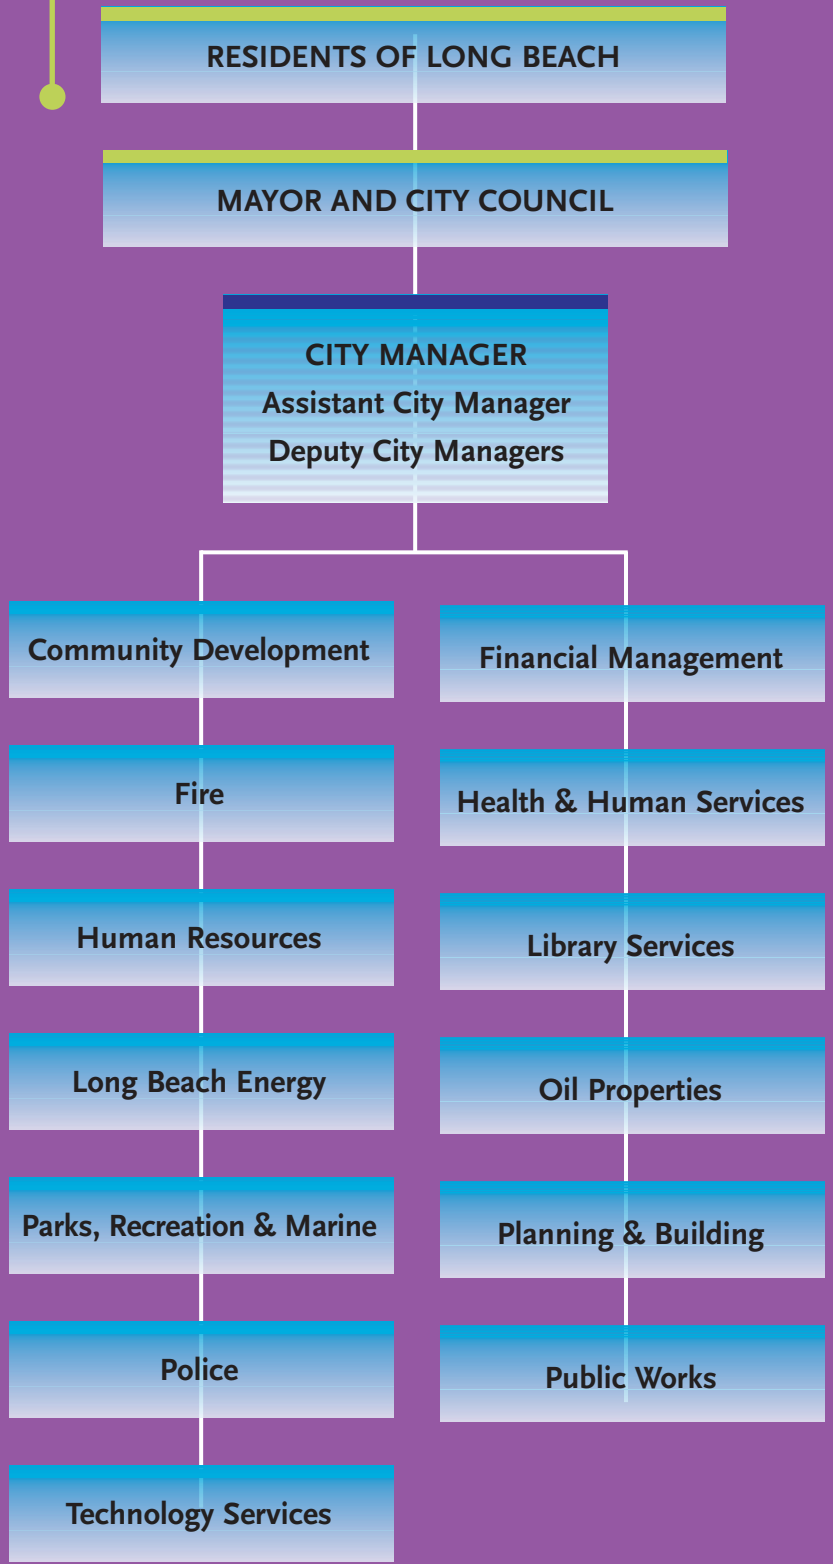 RESIDENTS OF LONG BEACH
MAYOR AND CITY COUNCIL
CITY MANAGER
Assistant City Manager
Deputy City Managers
Community Development
Fire
Human Resources
Long Beach Energy
Parks, Recreation & Marine
Police
Technology Services
Financial Management
Health & Human Services
Library Services
Oil Properties
Planning & Building
Public Works